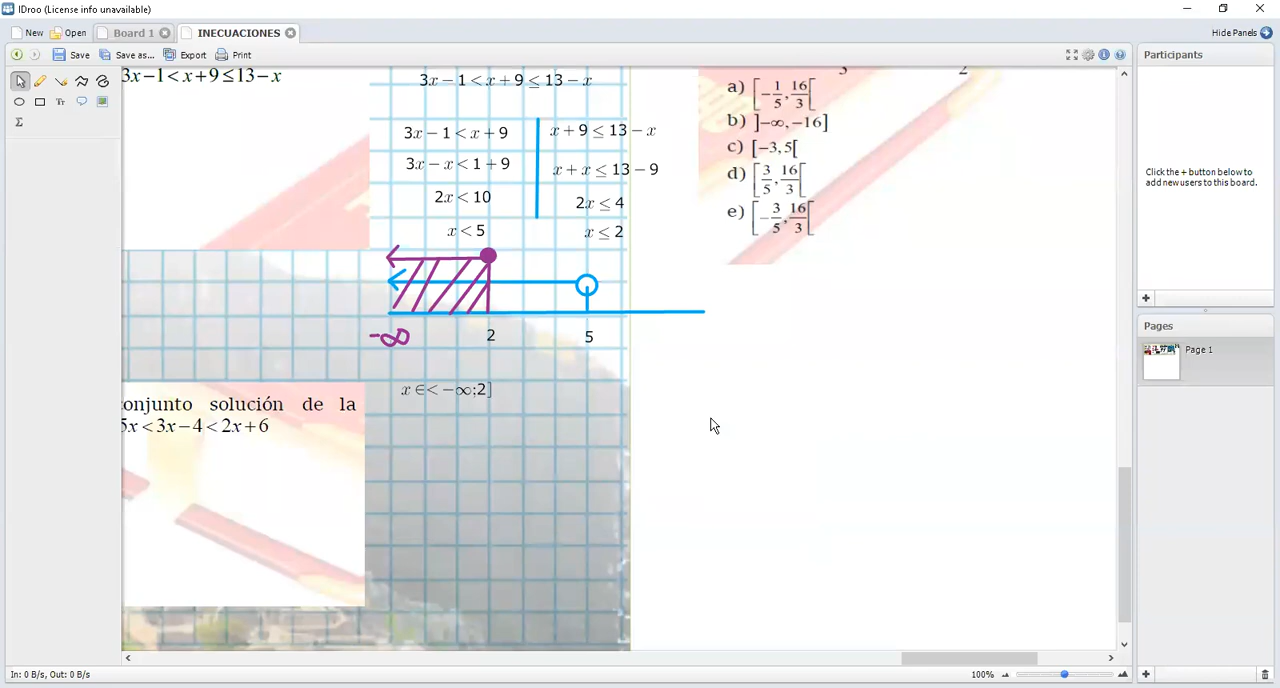 IDroo (License info unavailable)
New Open Board 1 INECUACIONES Hide Panels
Save Save as... Export Print
Participants
Click the + button below to
add new users to this board.
Pages
Page 1
3x−1<x+9≤13−x
3x−1<x+9≤13−x
3x−1<x+9
3x−x<1+9
2x<10
x<5
x+9≤13−x
x+x≤13−9
2x≤4
x≤2
-∞ 2 5
x∈<−∞;2]
a) [−1/5,16/3[
b) ]−∞,−16]
c) [−3,5[
d) [3/5,16/3[
e) [−3/5,16/3[
onjunto solución de la
5x<3x−4<2x+6
In: 0 B/s, Out: 0 B/s
100%